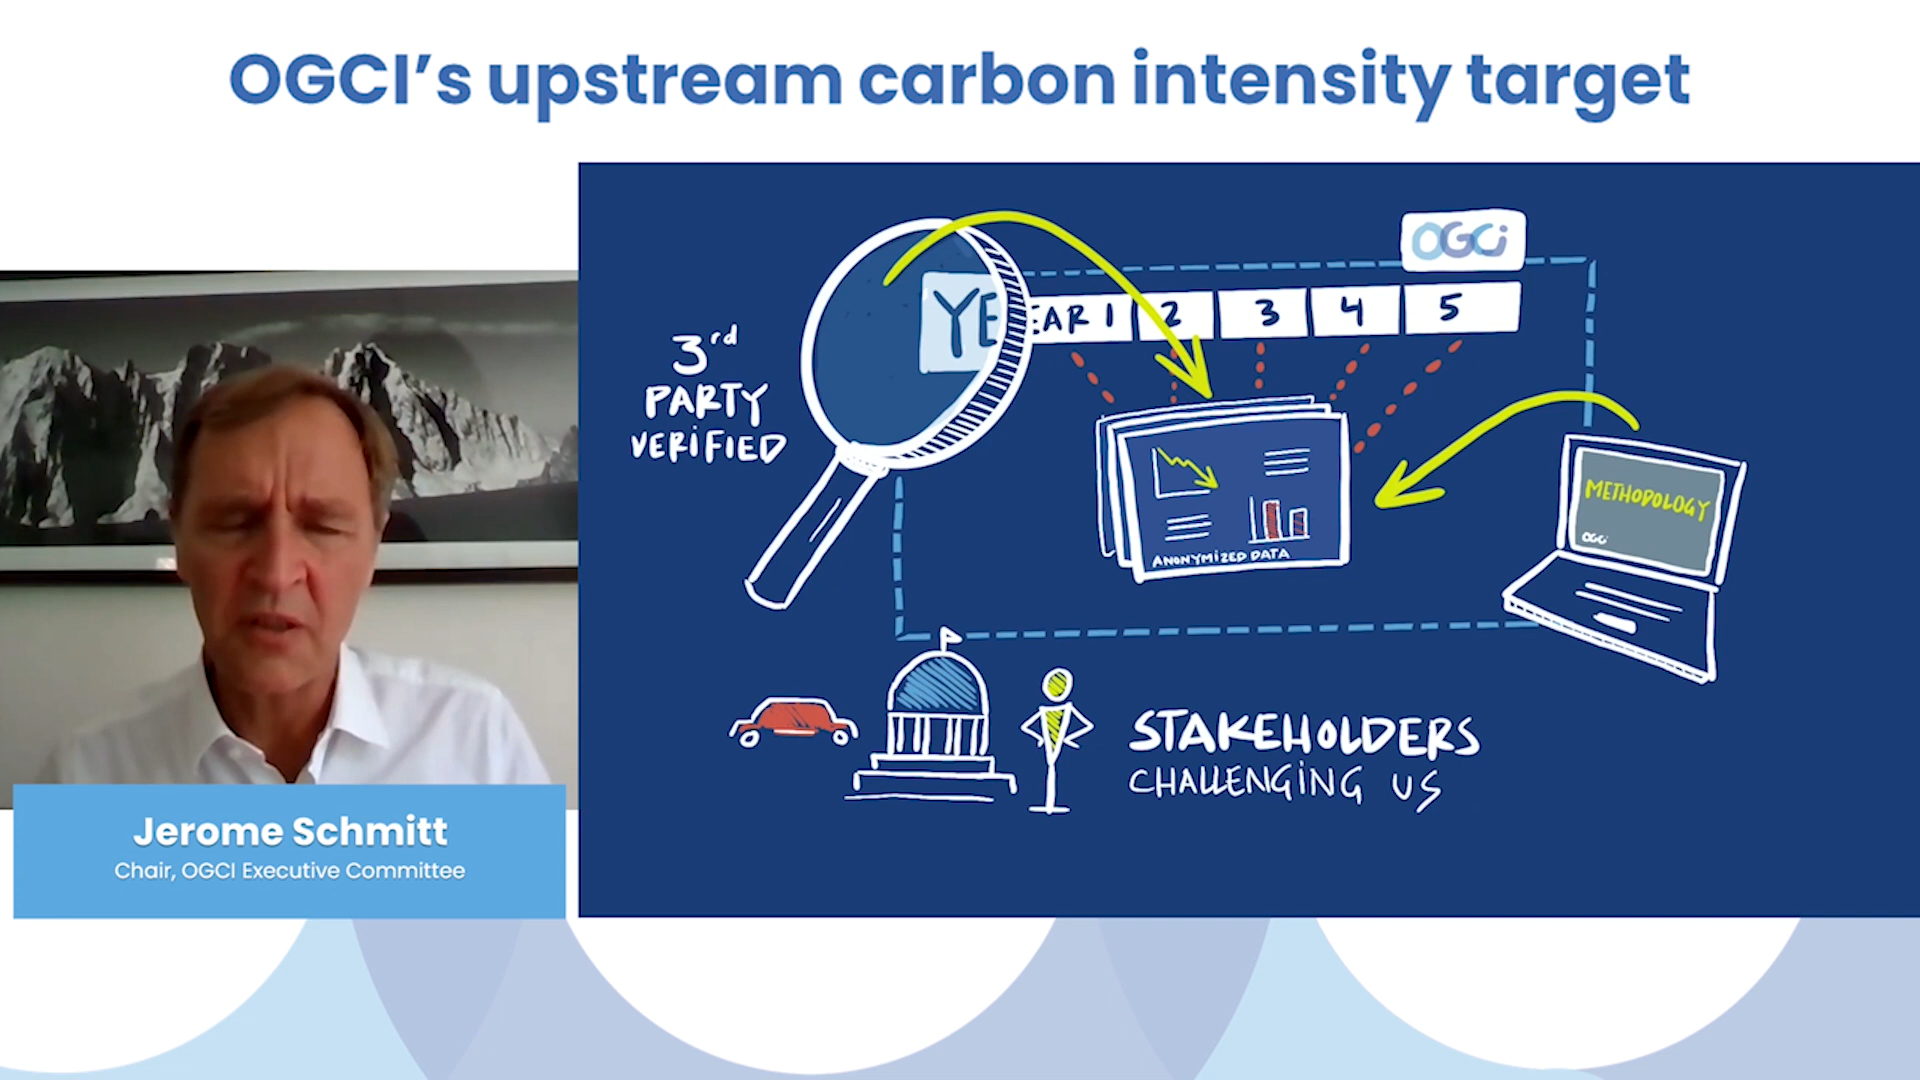 OGCI’s upstream carbon intensity target
OGCi
YE
EAR 1 2 3 4 5
3rd
PARTY
VERiFiED
METHODOLOGY
OGCi
ANONYMiZED DATA
STAKEHOLDERS
CHALLENGiNG US
Jerome Schmitt
Chair, OGCI Executive Committee